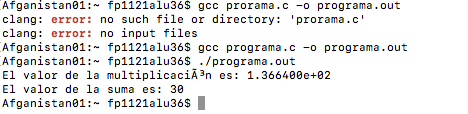 Afganistan01:~ fp1121alu36$ gcc prorama.c -o programa.out
clang: error: no such file or directory: 'prorama.c'
clang: error: no input files
Afganistan01:~ fp1121alu36$ gcc programa.c -o programa.out
Afganistan01:~ fp1121alu36$ ./programa.out
El valor de la multiplicaciÃ³n es: 1.366400e+02
El valor de la suma es: 30
Afganistan01:~ fp1121alu36$